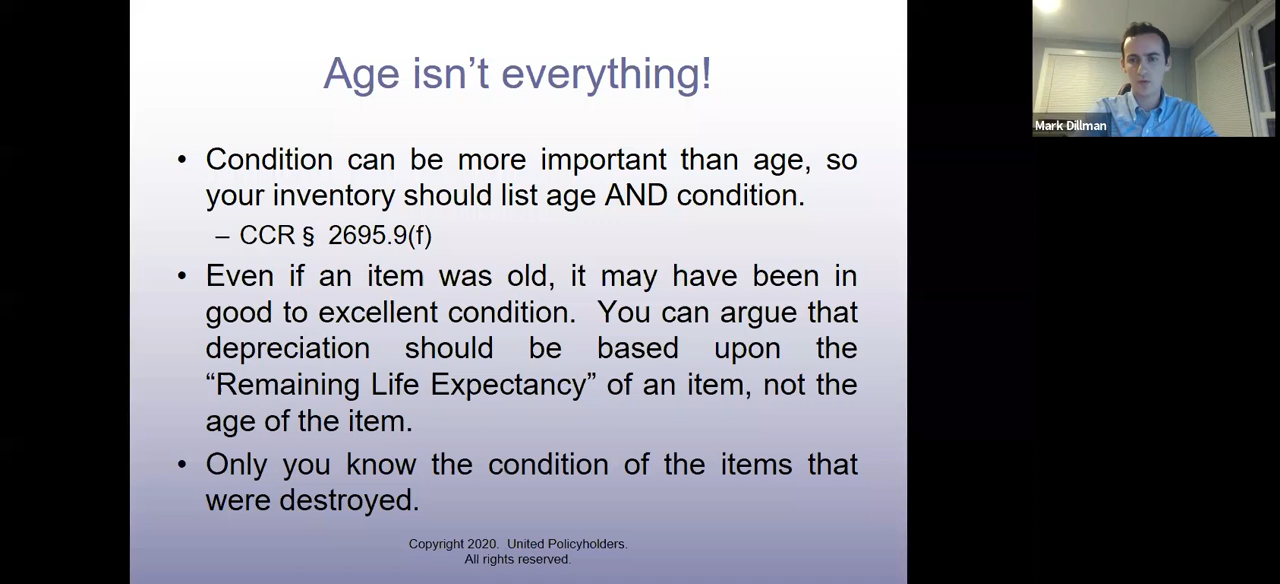 Age isn’t everything!
Mark Dillman
• Condition can be more important than age, so
your inventory should list age AND condition.
– CCR § 2695.9(f)
• Even if an item was old, it may have been in
good to excellent condition. You can argue that
depreciation should be based upon the
“Remaining Life Expectancy” of an item, not the
age of the item.
• Only you know the condition of the items that
were destroyed.
Copyright 2020. United Policyholders.
All rights reserved.